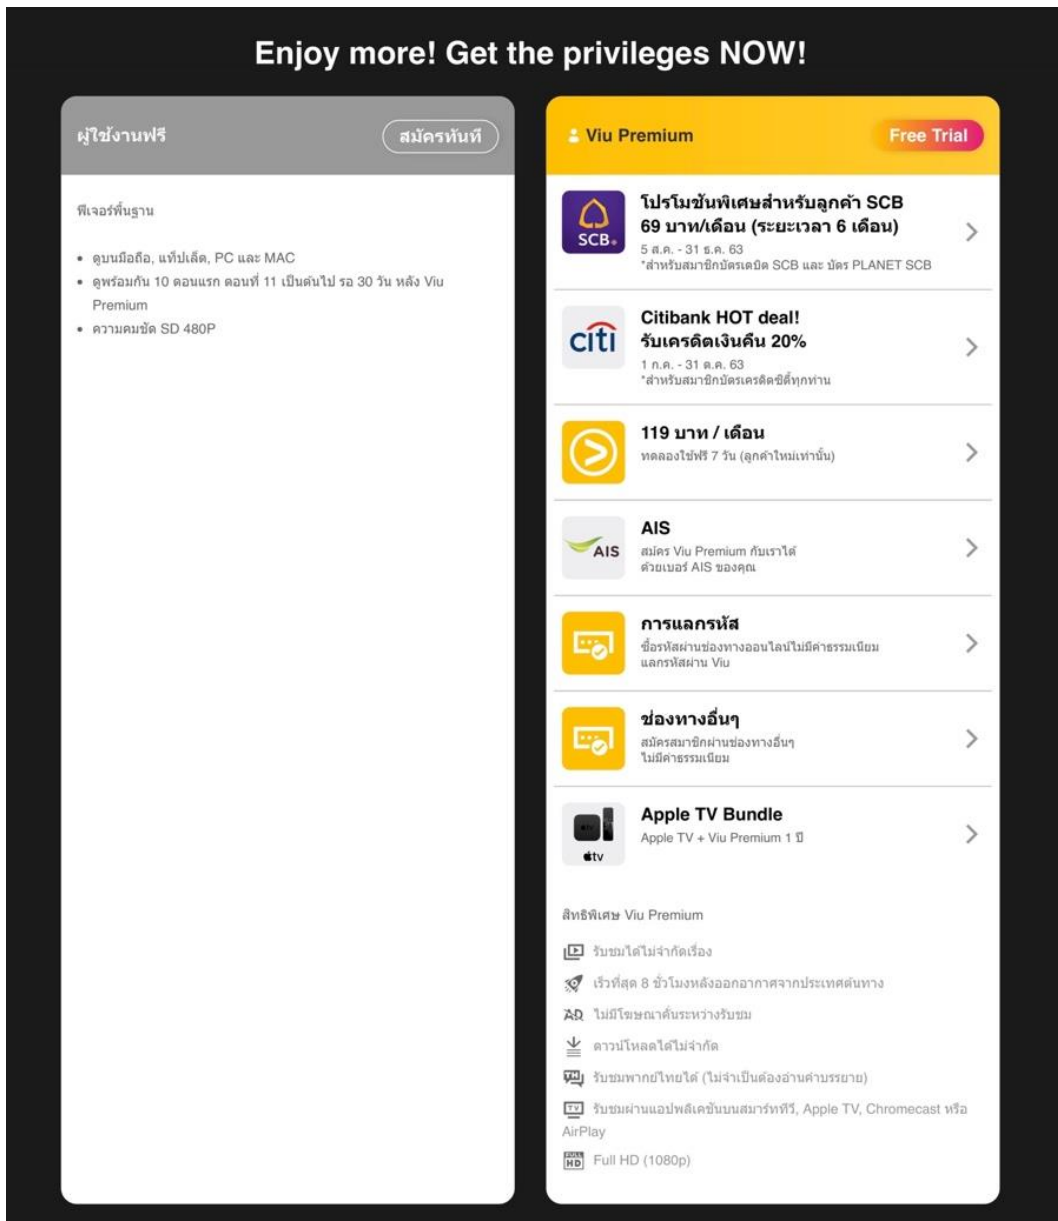 Enjoy more! Get the privileges NOW!
ผู้ใช้งานฟรี
สมัครทันที
ฟีเจอร์พื้นฐาน
• ดูบนมือถือ, แท็ปเล็ต, PC และ MAC
• ดูพร้อมกัน 10 ตอนแรก ตอนที่ 11 เป็นต้นไป รอ 30 วัน หลัง Viu
Premium
• ความคมชัด SD 480P
Viu Premium
Free Trial
SCB
โปรโมชันพิเศษสำหรับลูกค้า SCB
69 บาท/เดือน (ระยะเวลา 6 เดือน)
5 ส.ค. - 31 ธ.ค. 63
*สำหรับสมาชิกบัตรเดบิต SCB และ บัตร PLANET SCB
citi
Citibank HOT deal!
รับเครดิตเงินคืน 20%
1 ก.ค. - 31 ต.ค. 63
*สำหรับสมาชิกบัตรเครดิตซิตี้ทุกท่าน
119 บาท / เดือน
ทดลองใช้ฟรี 7 วัน (ลูกค้าใหม่เท่านั้น)
AIS
AIS
สมัคร Viu Premium กับเราได้
ด้วยเบอร์ AIS ของคุณ
การแลกรหัส
ซื้อรหัสผ่านช่องทางออนไลน์ไม่มีค่าธรรมเนียม
แลกรหัสผ่าน Viu
ช่องทางอื่นๆ
สมัครสมาชิกผ่านช่องทางอื่นๆ
ไม่มีค่าธรรมเนียม
tv
Apple TV Bundle
Apple TV + Viu Premium 1 ปี
สิทธิพิเศษ Viu Premium
รับชมได้ไม่จำกัดเรื่อง
เร็วที่สุด 8 ชั่วโมงหลังออกอากาศจากประเทศต้นทาง
AD ไม่มีโฆษณาคั่นระหว่างรับชม
ดาวน์โหลดได้ไม่จำกัด
TH รับชมพากย์ไทยได้ (ไม่จำเป็นต้องอ่านคำบรรยาย)
TV รับชมผ่านแอปพลิเคชันบนสมาร์ททีวี, Apple TV, Chromecast หรือ
AirPlay
FULL HD Full HD (1080p)